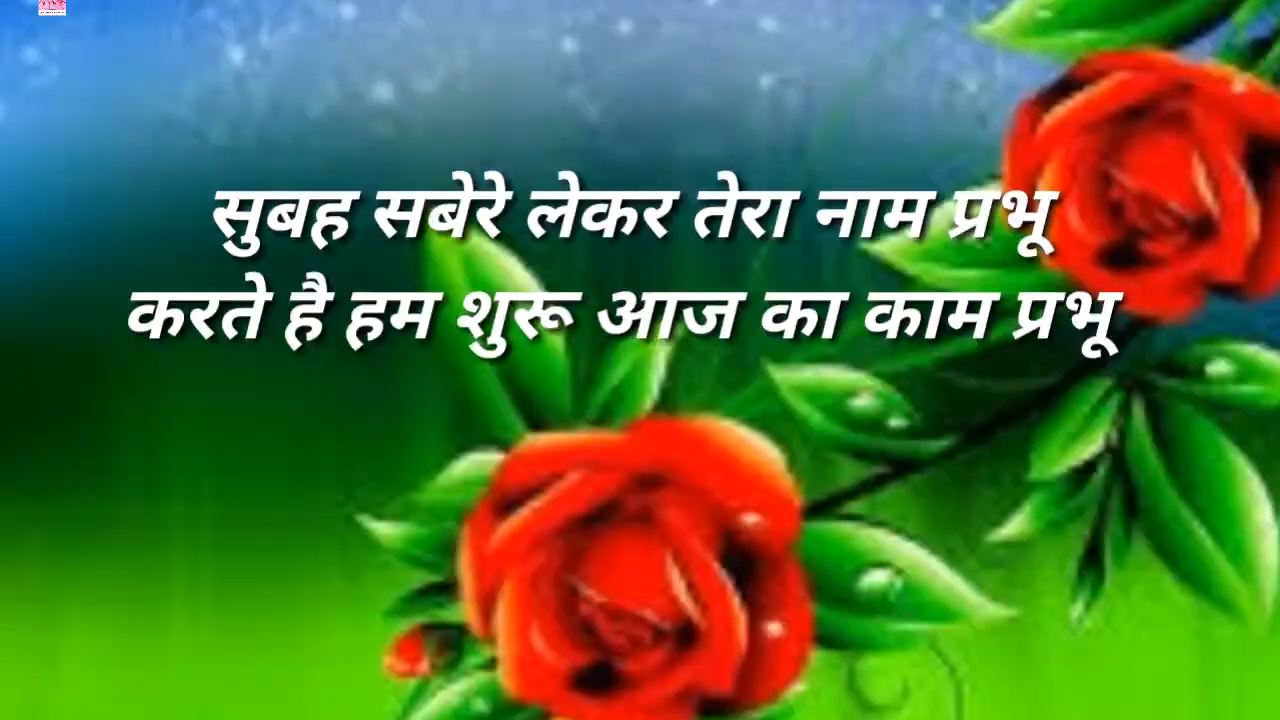 सुबह सबेरे लेकर तेरा नाम प्रभू
करते है हम शुरू आज का काम प्रभू